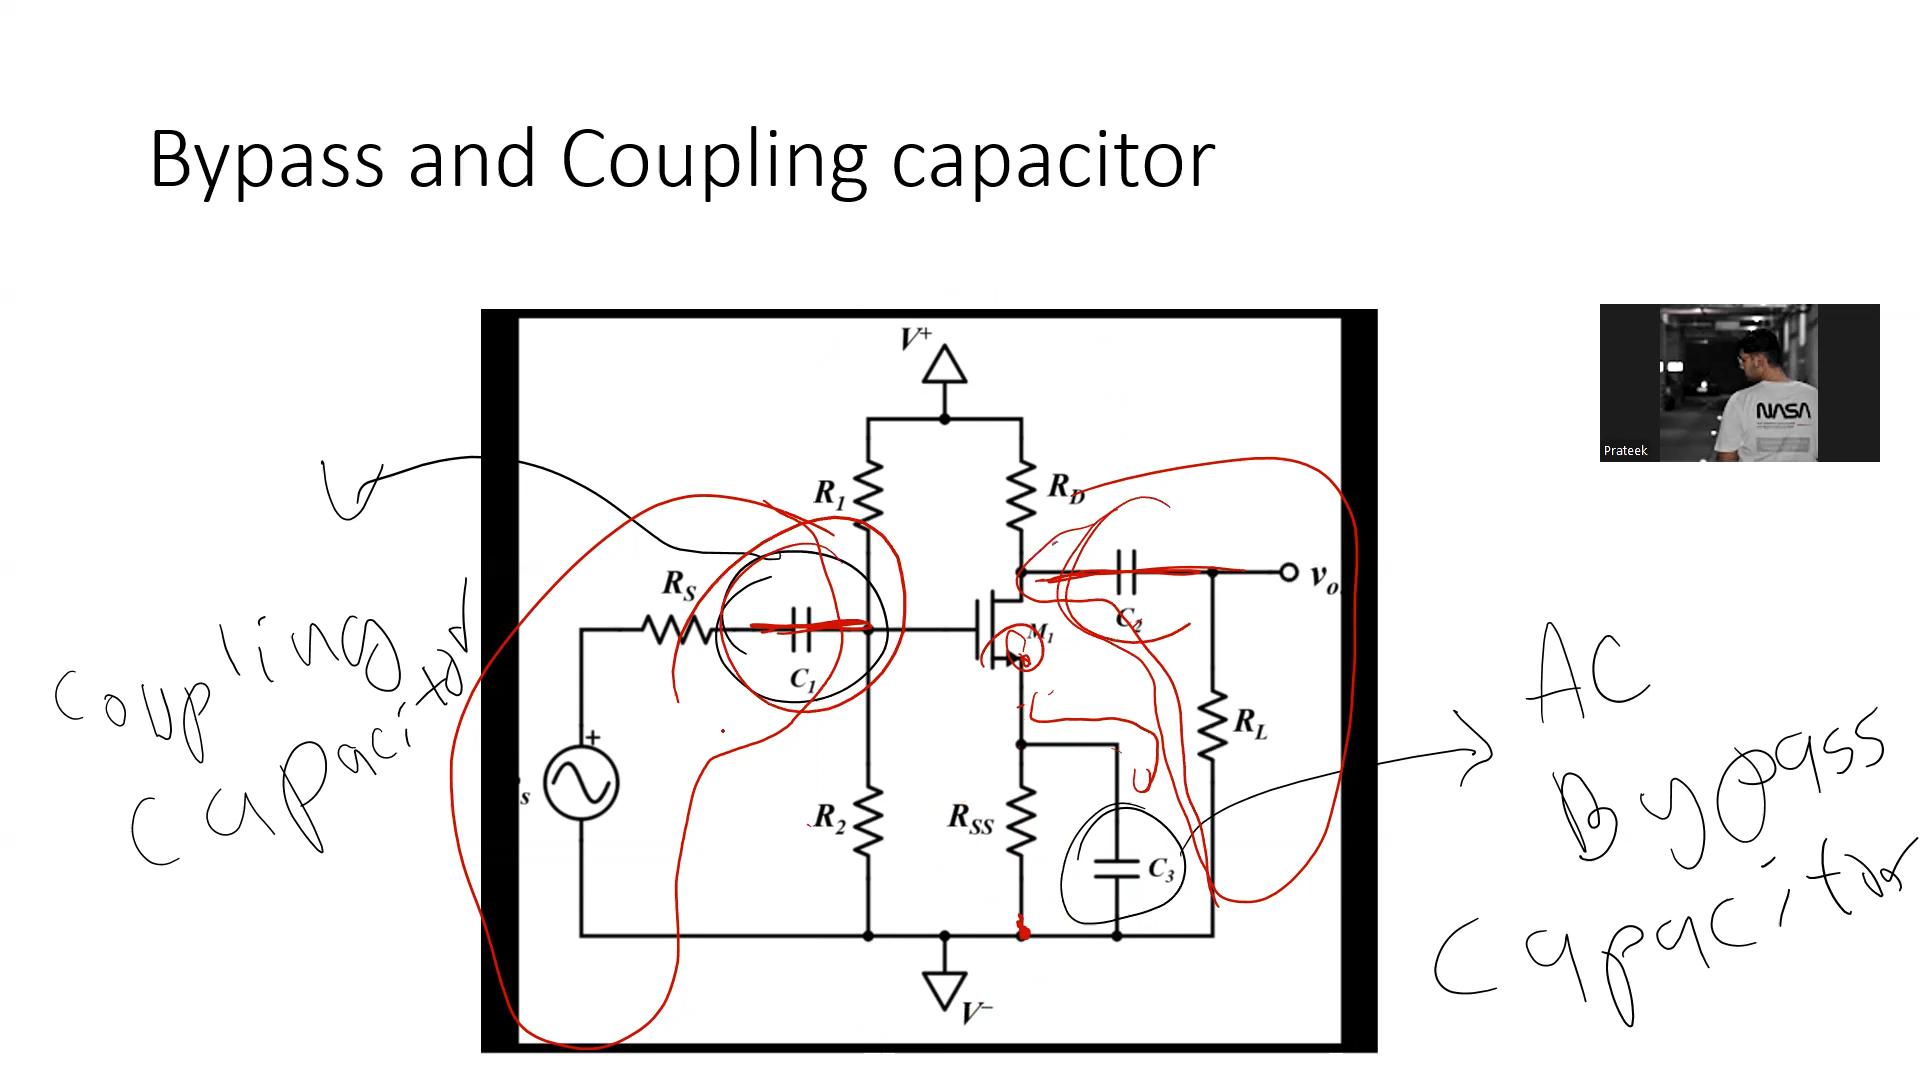 Bypass and Coupling capacitor
V+
R1
RD
NASA
Prateek
RS
C2
vo
M1
C1
Coupling
capacitor
+
s
RL
R2
RSS
C3
V−
AC
Bypass
Capacitor